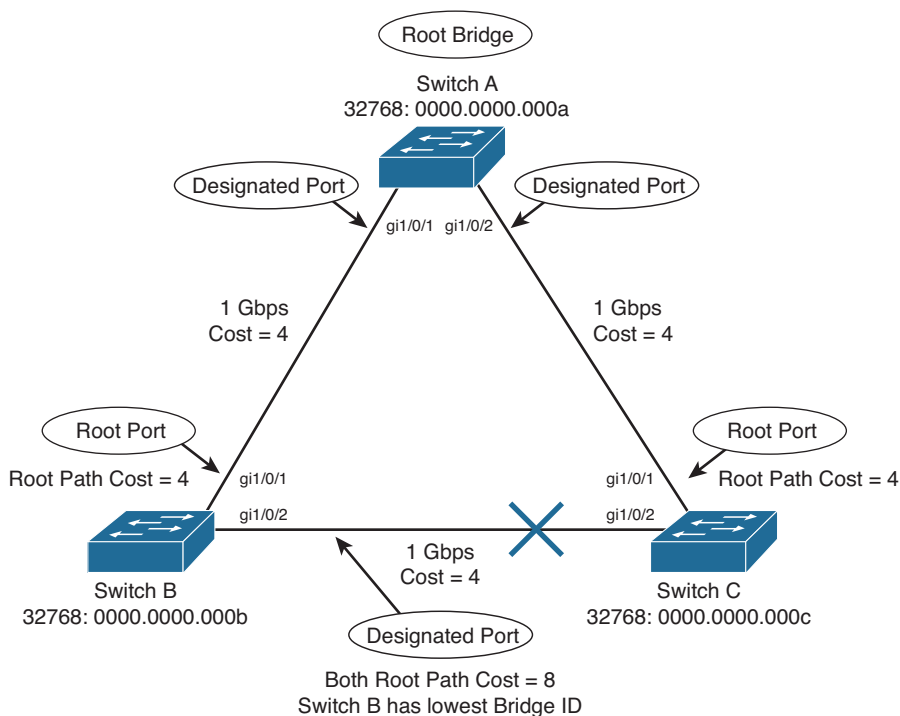 Root Bridge
Switch A
32768: 0000.0000.000a
Designated Port
Designated Port
gi1/0/1
gi1/0/2
1 Gbps
Cost = 4
1 Gbps
Cost = 4
Root Port
Root Path Cost = 4
gi1/0/1
gi1/0/2
Root Port
Root Path Cost = 4
gi1/0/1
gi1/0/2
1 Gbps
Cost = 4
Switch B
32768: 0000.0000.000b
Switch C
32768: 0000.0000.000c
Designated Port
Both Root Path Cost = 8
Switch B has lowest Bridge ID